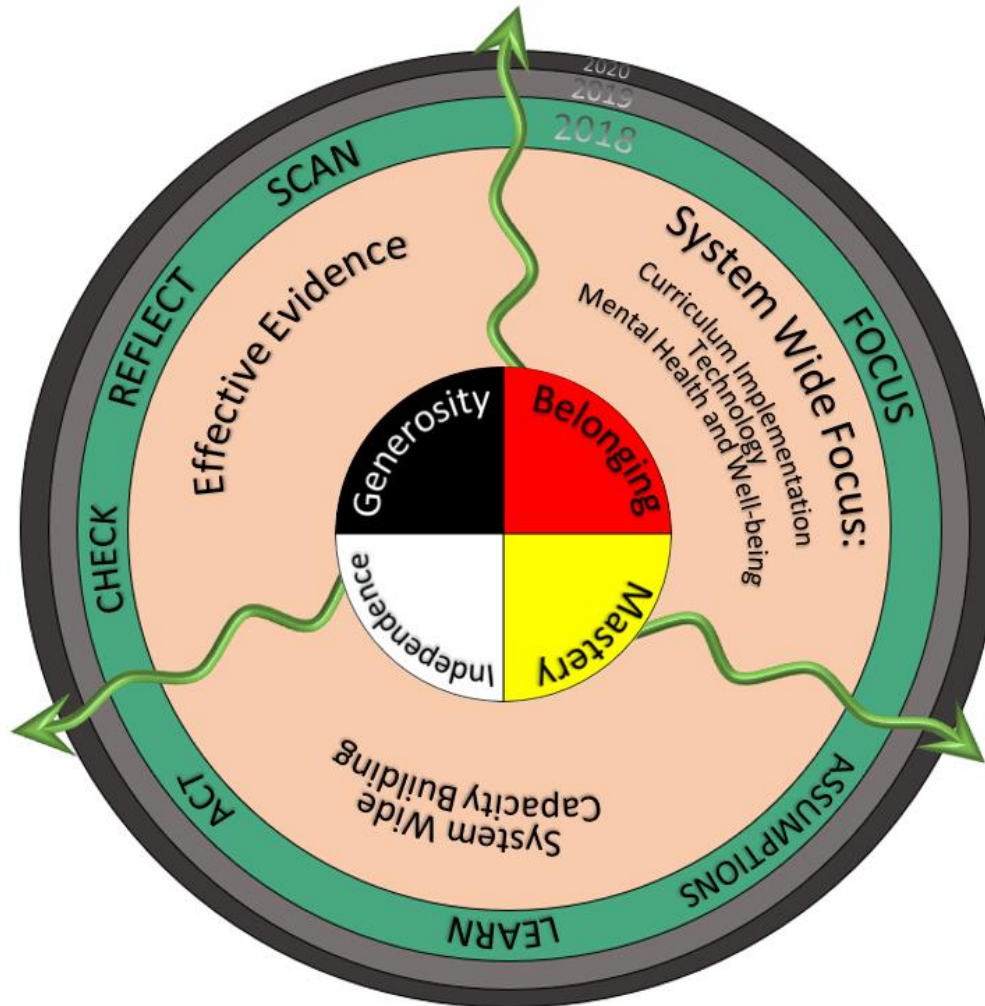 2020
2019
2018
SCAN
REFLECT
CHECK
ACT
LEARN
ASSUMPTIONS
FOCUS
Effective Evidence
System Wide Focus:
Curriculum Implementation
Technology
Mental Health and Well-being
System Wide
Capacity Building
Generosity
Belonging
Mastery
Independence